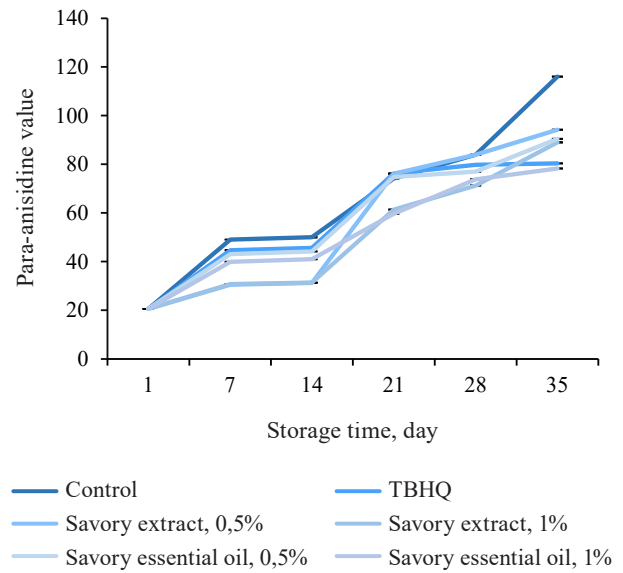 140
120
100
80
60
40
20
0
Para-anisidine value
1 7 14 21 28 35
Storage time, day
Control TBHQ
Savory extract, 0,5% Savory extract, 1%
Savory essential oil, 0,5% Savory essential oil, 1%